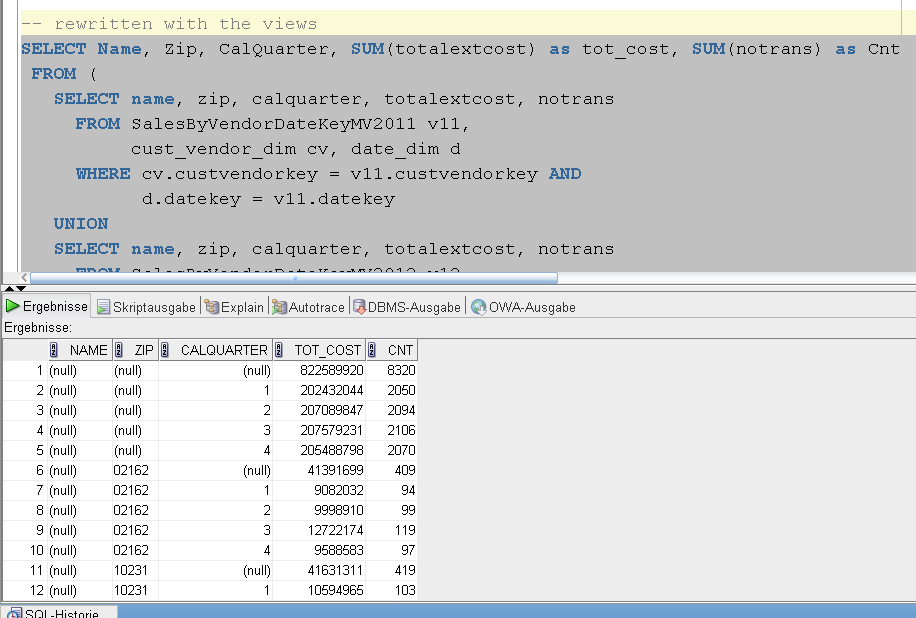 -- rewritten with the views
SELECT Name, Zip, CalQuarter, SUM(totalextcost) as tot_cost, SUM(notrans) as Cnt
FROM (
SELECT name, zip, calquarter, totalextcost, notrans
FROM SalesByVendorDateKeyMV2011 v11,
cust_vendor_dim cv, date_dim d
WHERE cv.custvendorkey = v11.custvendorkey AND
d.datekey = v11.datekey
UNION
SELECT name, zip, calquarter, totalextcost, notrans
FROM SalesByVendorDateKeyMV2012 v12
Ergebnisse Skriptausgabe Explain Autotrace DBMS-Ausgabe OWA-Ausgabe
Ergebnisse:
NAME ZIP CALQUARTER TOT_COST CNT
1 (null) (null) (null) 822589920 8320
2 (null) (null) 1 202432044 2050
3 (null) (null) 2 207089847 2094
4 (null) (null) 3 207579231 2106
5 (null) (null) 4 205488798 2070
6 (null) 02162 (null) 41391699 409
7 (null) 02162 1 9082032 94
8 (null) 02162 2 9998910 99
9 (null) 02162 3 12722174 119
10 (null) 02162 4 9588583 97
11 (null) 10231 (null) 41631311 419
12 (null) 10231 1 10594965 103
SQL-Historie